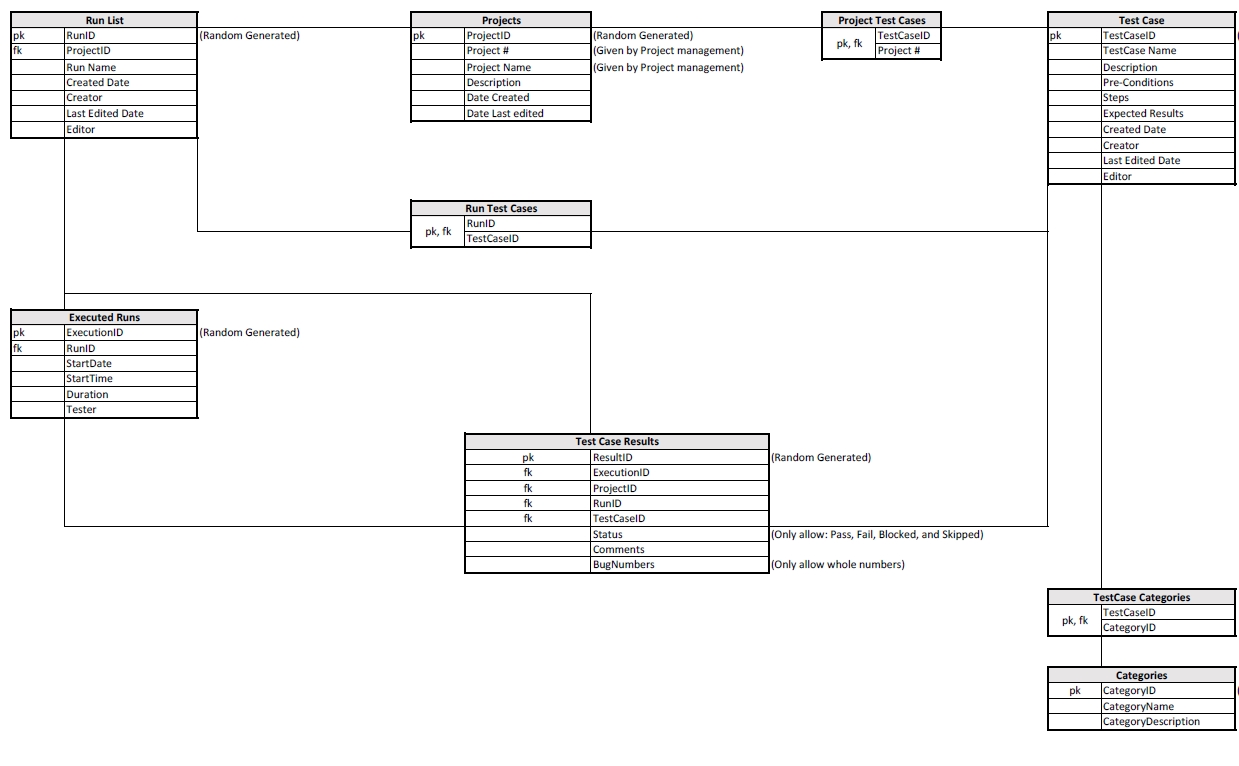 Run List
pk RunID (Random Generated)
fk ProjectID
Run Name
Created Date
Creator
Last Edited Date
Editor
Projects
pk ProjectID (Random Generated)
Project # (Given by Project management)
Project Name (Given by Project management)
Description
Date Created
Date Last edited
Project Test Cases
pk, fk
TestCaseID
Project #
Test Case
pk TestCaseID (
TestCase Name
Description
Pre-Conditions
Steps
Expected Results
Created Date
Creator
Last Edited Date
Editor
Run Test Cases
pk, fk
RunID
TestCaseID
Executed Runs
pk ExecutionID (Random Generated)
fk RunID
StartDate
StartTime
Duration
Tester
Test Case Results
pk ResultID (Random Generated)
fk ExecutionID
fk ProjectID
fk RunID
fk TestCaseID
Status (Only allow: Pass, Fail, Blocked, and Skipped)
Comments
BugNumbers (Only allow whole numbers)
TestCase Categories
pk, fk
TestCaseID
CategoryID
Categories
pk CategoryID (
CategoryName
CategoryDescription